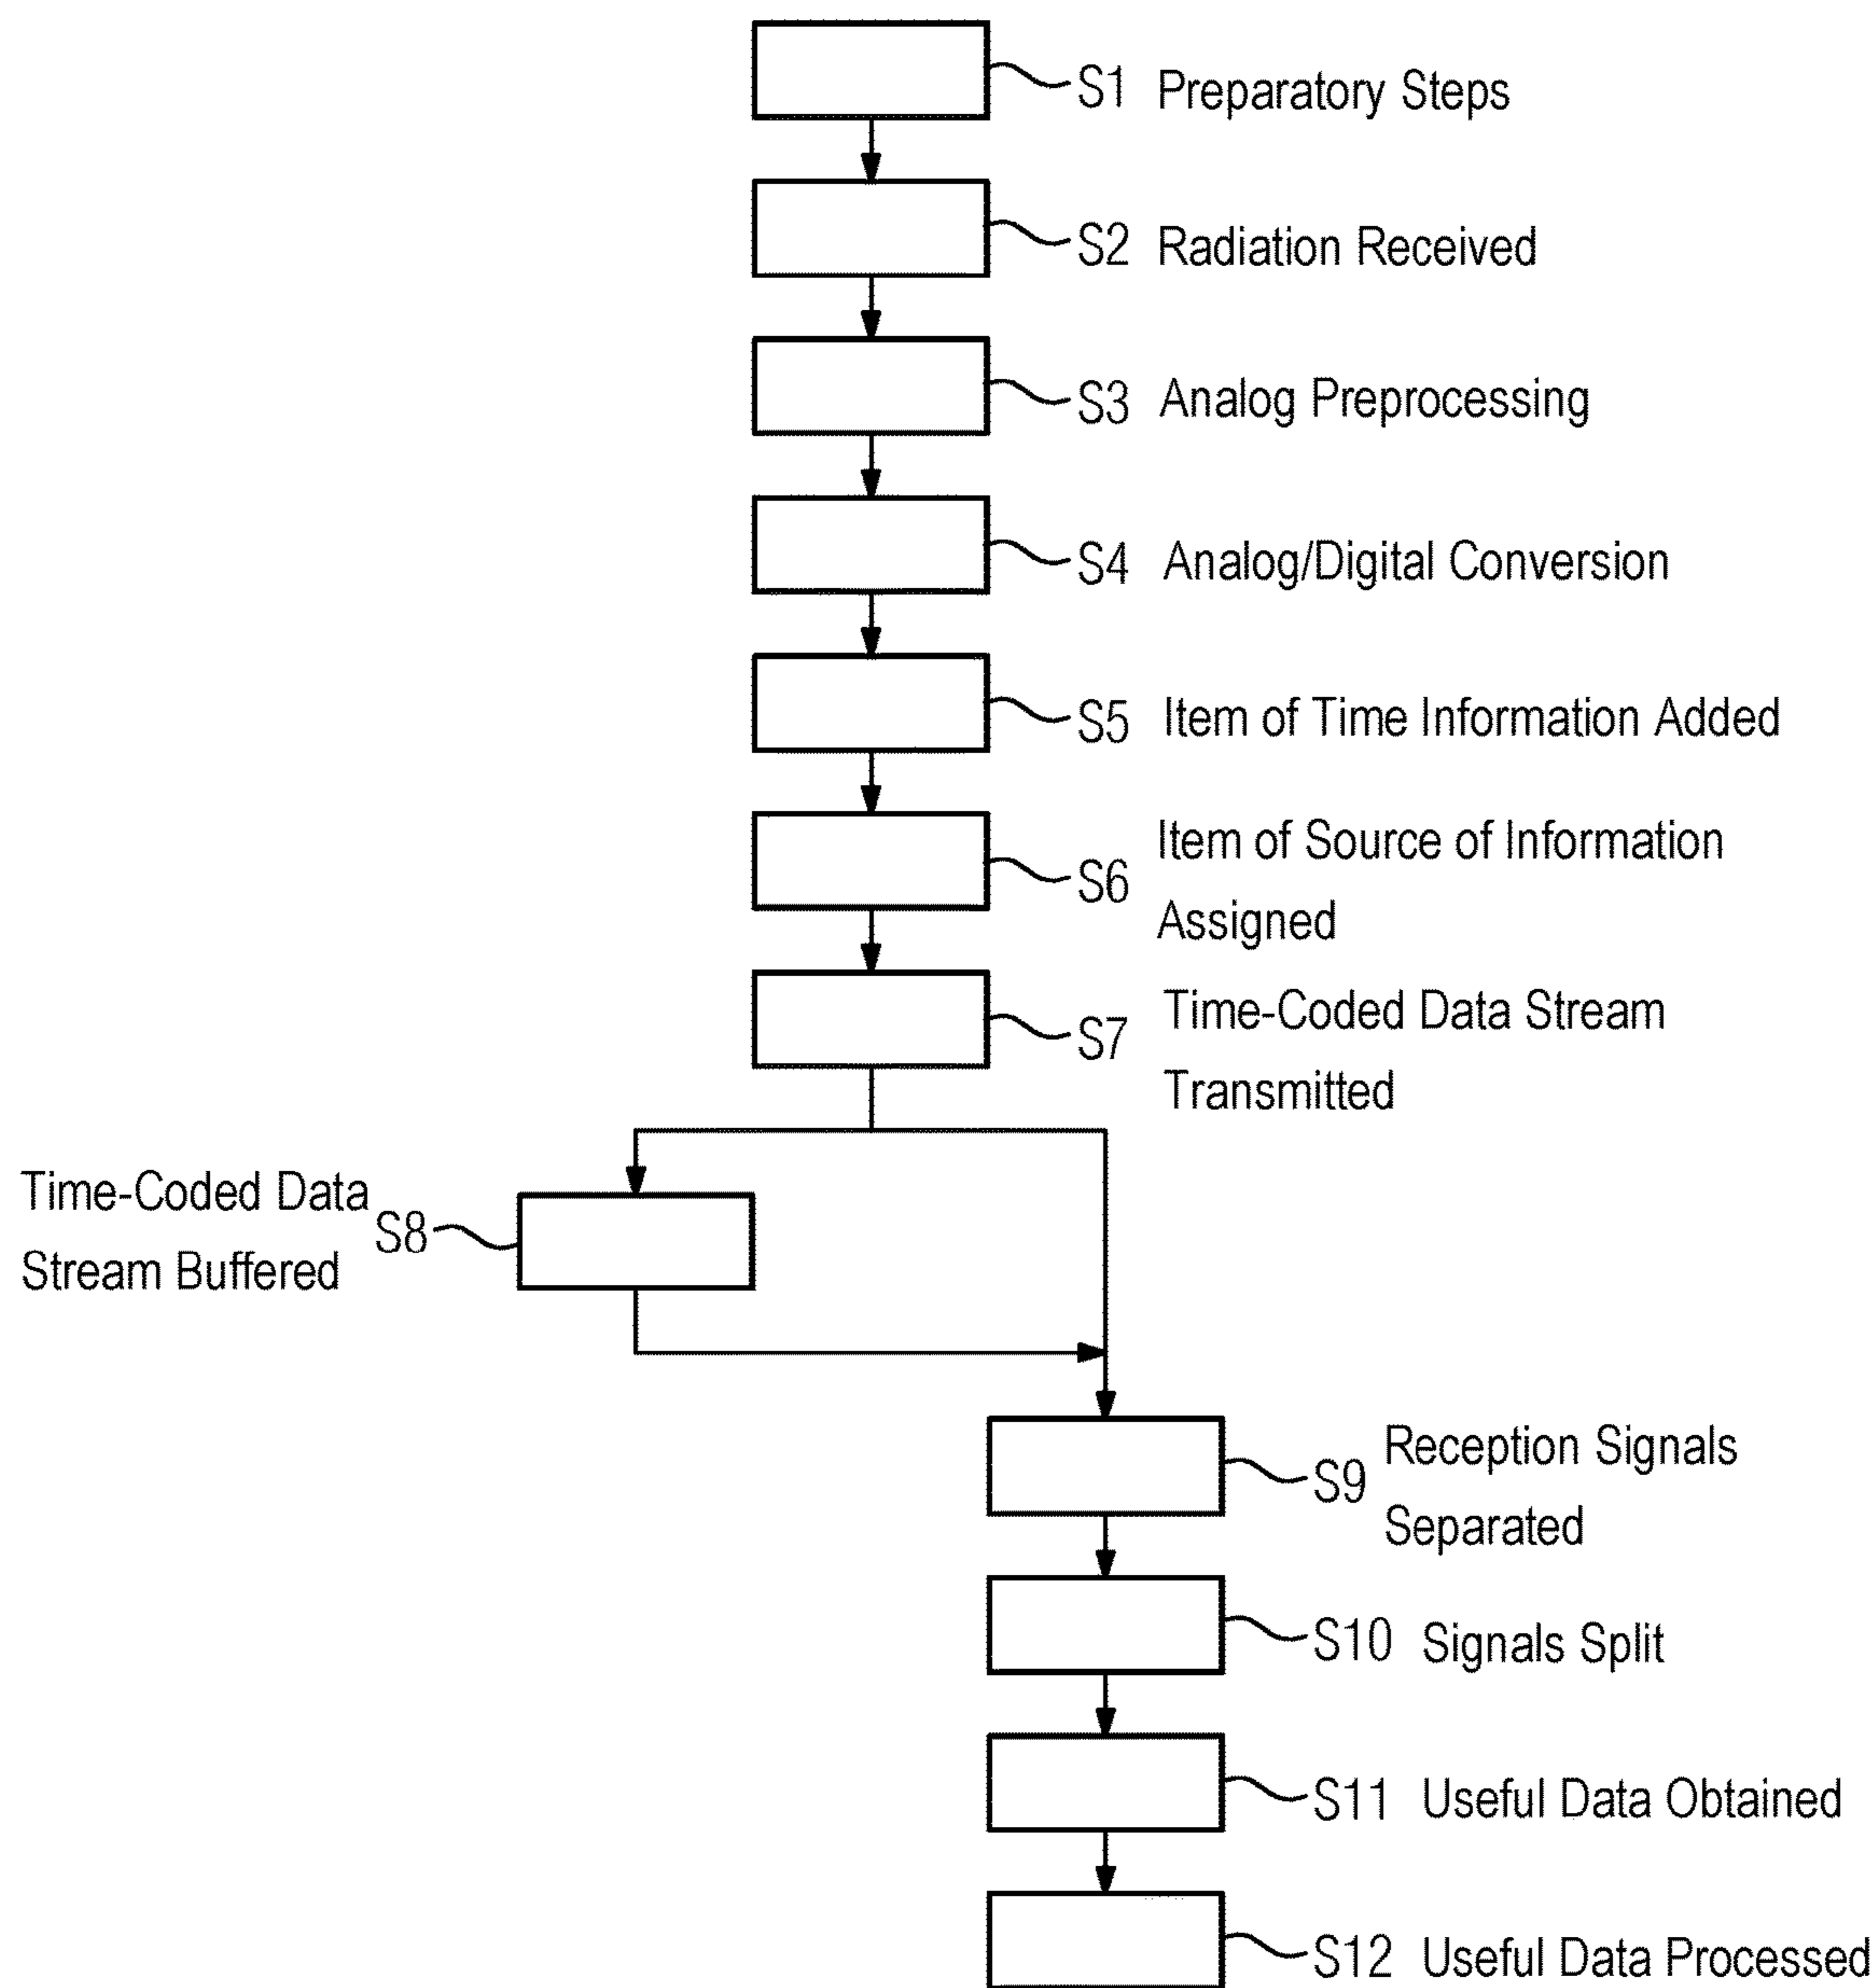 S1 Preparatory Steps
S2 Radiation Received
S3 Analog Preprocessing
S4 Analog/Digital Conversion
S5 Item of Time Information Added
S6 Item of Source of Information
Assigned
S7 Time-Coded Data Stream
Transmitted
Time-Coded Data
S8
Stream Buffered
S9 Reception Signals
Separated
S10 Signals Split
S11 Useful Data Obtained
S12 Useful Data Processed